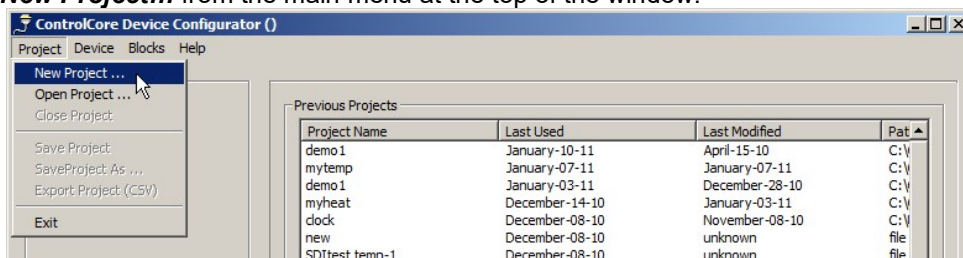 New Project... from the main menu at the top of the window.
ControlCore Device Configurator ()
Project Device Blocks Help
New Project ...
Open Project ...
Close Project
Save Project
SaveProject As ...
Export Project (CSV)
Exit
Previous Projects
Project Name Last Used Last Modified Pat
demo1 January-10-11 April-15-10 C:\
mytemp January-07-11 January-07-11 C:\
demo1 January-03-11 December-28-10 C:\
myheat December-14-10 January-03-11 C:\
clock December-08-10 November-08-10 C:\
new December-08-10 unknown file
SDItest temp-1 December-08-10 unknown file